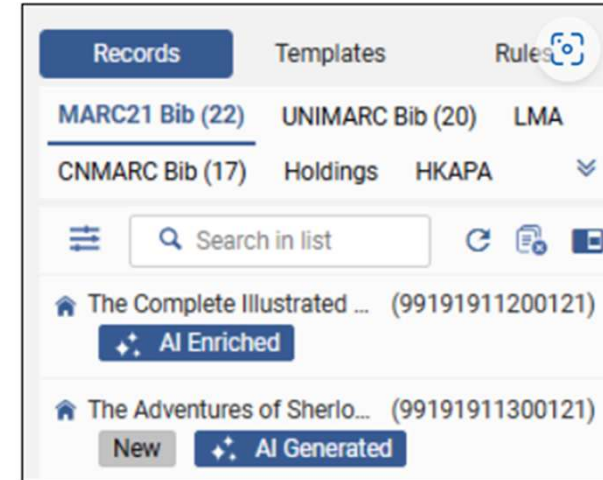 Records Templates Rules
MARC21 Bib (22) UNIMARC Bib (20) LMA
CNMARC Bib (17) Holdings HKAPA
Search in list
The Complete Illustrated ... (99191911200121)
AI Enriched
The Adventures of Sherlo... (99191911300121)
New AI Generated